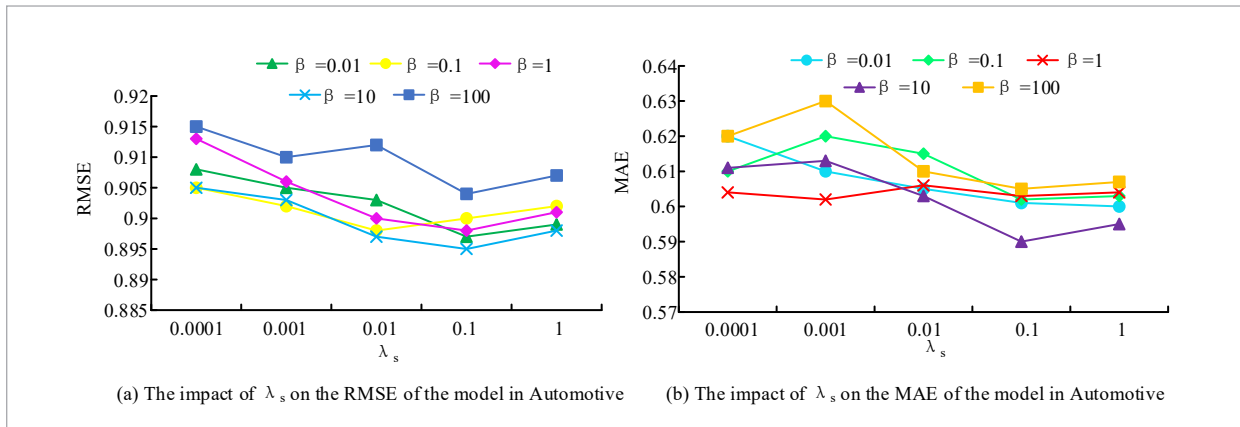 β =0.01 β =0.1 β =1
β =10 β =100
0.92
0.915
0.91
0.905
0.9
0.895
0.89
0.885
RMSE
0.0001 0.001 0.01 0.1 1
λ s
(a) The impact of λ s on the RMSE of the model in Automotive
β =0.01 β =0.1 β =1
β =10 β =100
0.64
0.63
0.62
0.61
0.60
0.59
0.58
0.57
MAE
0.0001 0.001 0.01 0.1 1
λ s
(b) The impact of λ s on the MAE of the model in Automotive